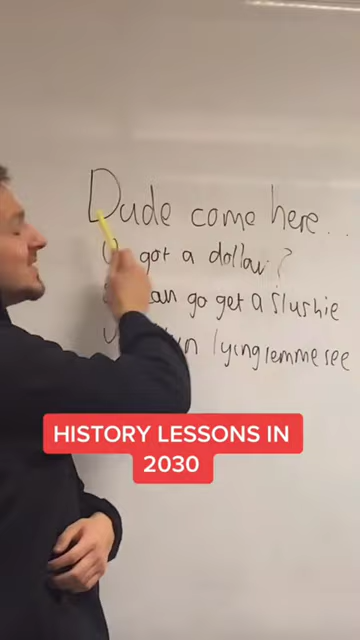 Dude come here...
got a dollar?
can go get a slushie
lying lemme see
HISTORY LESSONS IN
2030